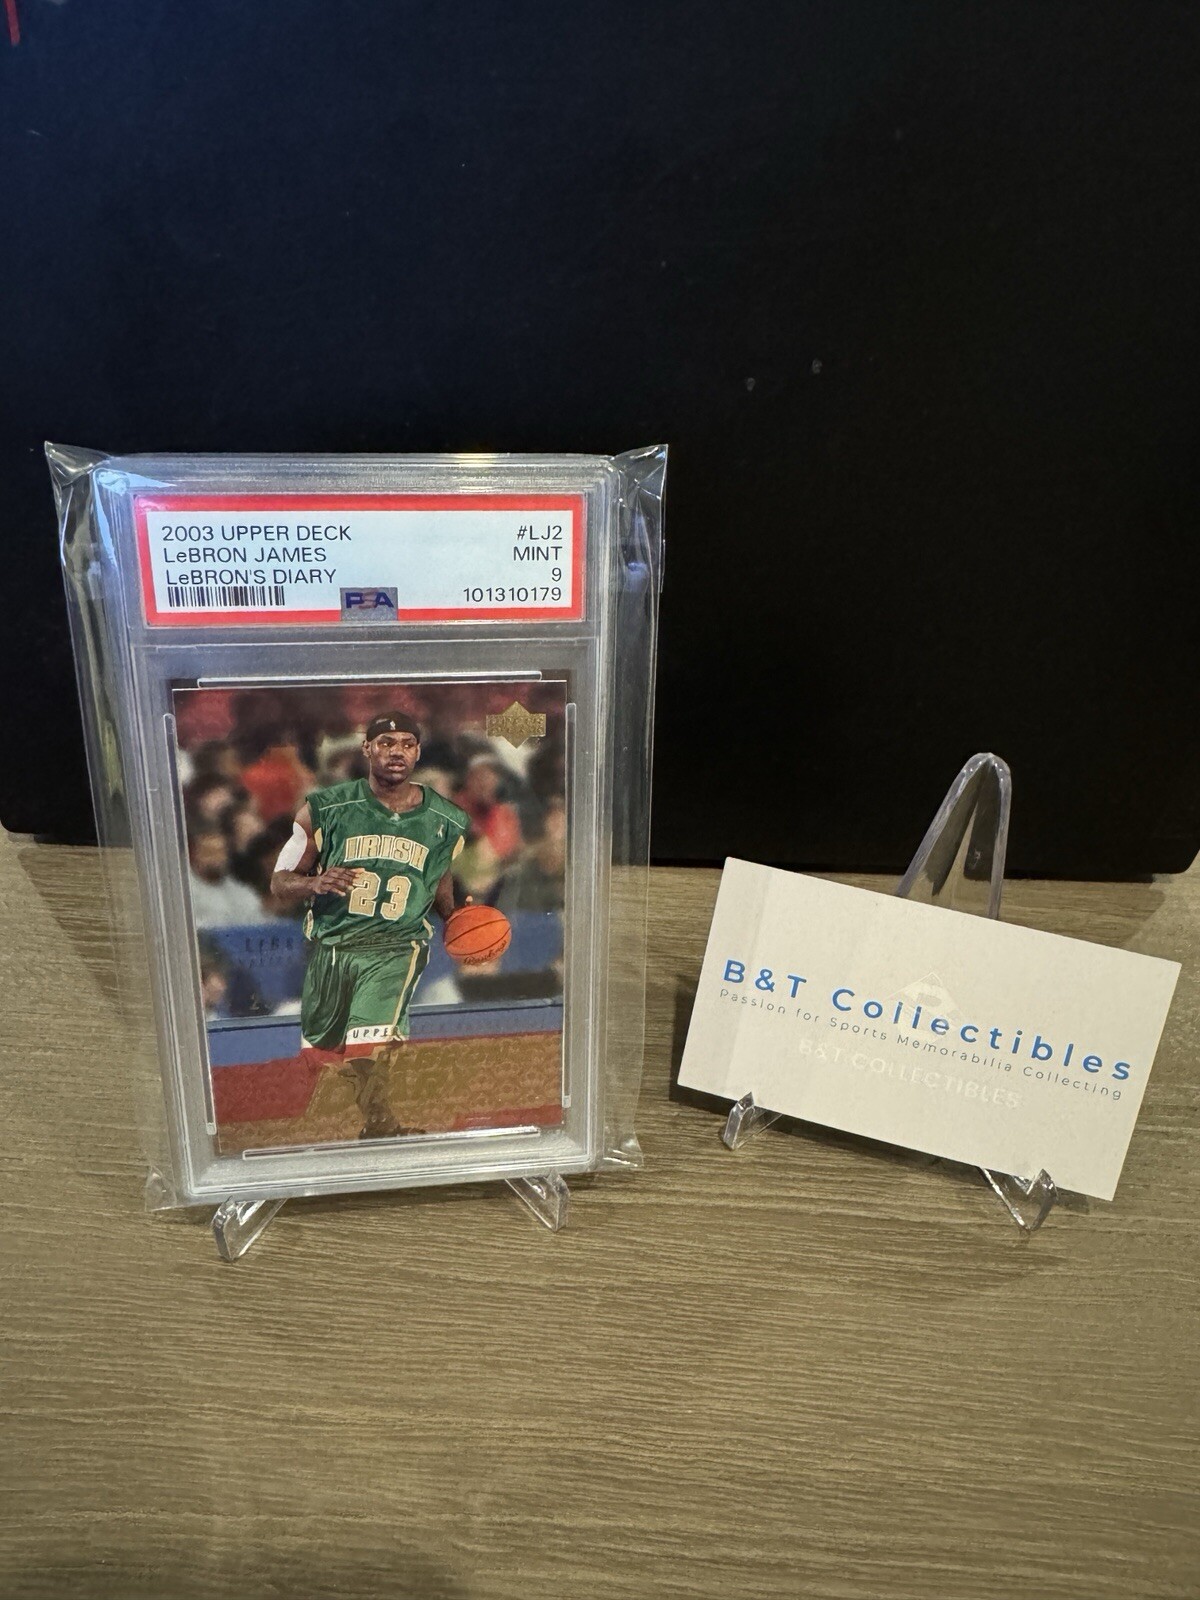 2003 UPPER DECK #LJ2
LeBRON JAMES MINT
LeBRON'S DIARY 9
PSA 101310179
IRISH
23
UPPE
B&T Collectibles
Passion for Sports Memorabilia Collecting
B&T COLLECTIBLES